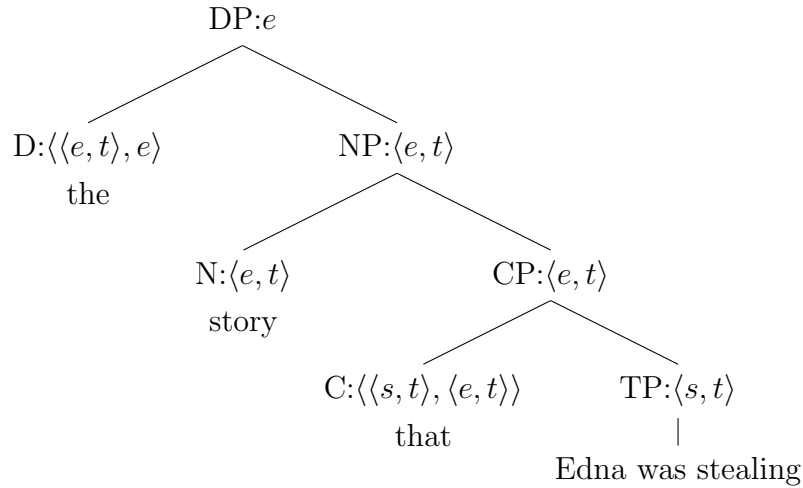 DP:e
D:⟨⟨e, t⟩, e⟩ NP:⟨e, t⟩
the
N:⟨e, t⟩ CP:⟨e, t⟩
story
C:⟨⟨s, t⟩, ⟨e, t⟩⟩ TP:⟨s, t⟩
that
Edna was stealing